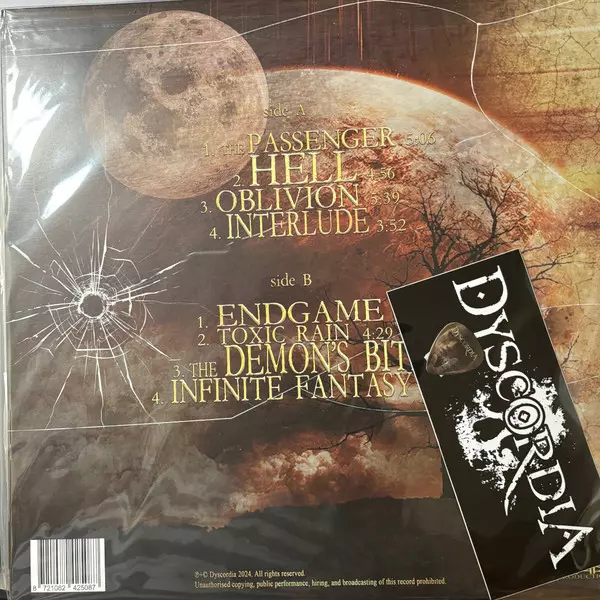 side A
1. THE PASSENGER 5:06
2. HELL 4:56
3. OBLIVION 5:39
4. INTERLUDE 3:52
side B
1. ENDGAME
2. TOXIC RAIN 4:29
3. THE DEMON'S BIT
4. INFINITE FANTASY
DYSCORDIA
DYSCORDIA
8 721082 425087
℗+© Dyscordia 2024, All rights reserved.
Unauthorised copying, public performance, hiring, and broadcasting of this record prohibited.